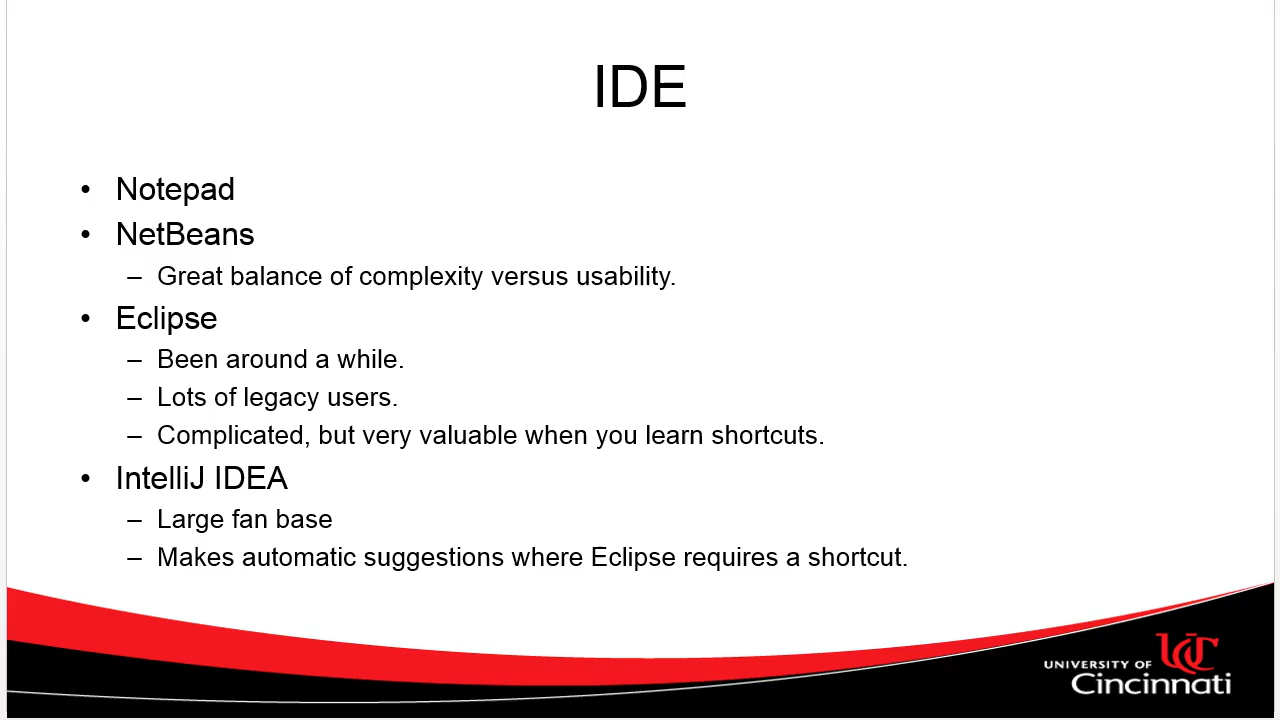 IDE
• Notepad
• NetBeans
– Great balance of complexity versus usability.
• Eclipse
– Been around a while.
– Lots of legacy users.
– Complicated, but very valuable when you learn shortcuts.
• IntelliJ IDEA
– Large fan base
– Makes automatic suggestions where Eclipse requires a shortcut.
UC
UNIVERSITY OF
Cincinnati